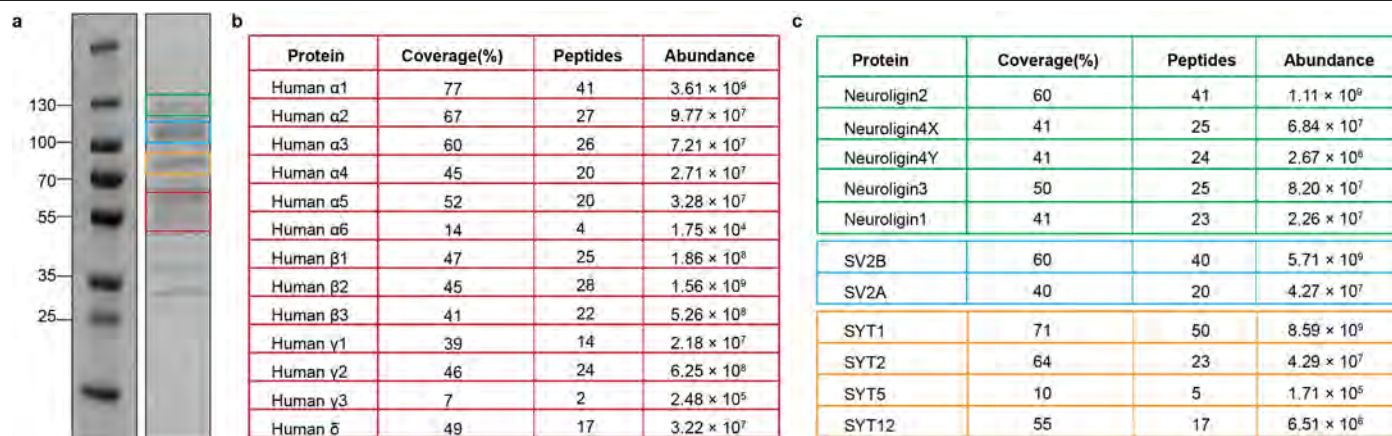 a
130
100
70
55
35
25
b
Protein Coverage(%) Peptides Abundance
Human α1 77 41 3.61 × 10⁹
Human α2 67 27 9.77 × 10⁷
Human α3 60 26 7.21 × 10⁷
Human α4 45 20 2.71 × 10⁷
Human α5 52 20 3.28 × 10⁷
Human α6 14 4 1.75 × 10⁴
Human β1 47 25 1.86 × 10⁸
Human β2 45 28 1.56 × 10⁹
Human β3 41 22 5.26 × 10⁸
Human γ1 39 14 2.18 × 10⁷
Human γ2 46 24 6.25 × 10⁸
Human γ3 7 2 2.48 × 10⁵
Human δ 49 17 3.22 × 10⁷
c
Protein Coverage(%) Peptides Abundance
Neuroligin2 60 41 1.11 × 10⁹
Neuroligin4X 41 25 6.84 × 10⁷
Neuroligin4Y 41 24 2.67 × 10⁶
Neuroligin3 50 25 8.20 × 10⁷
Neuroligin1 41 23 2.26 × 10⁷
SV2B 60 40 5.71 × 10⁹
SV2A 40 20 4.27 × 10⁷
SYT1 71 50 8.59 × 10⁹
SYT2 64 23 4.29 × 10⁷
SYT5 10 5 1.71 × 10⁵
SYT12 55 17 6.51 × 10⁶